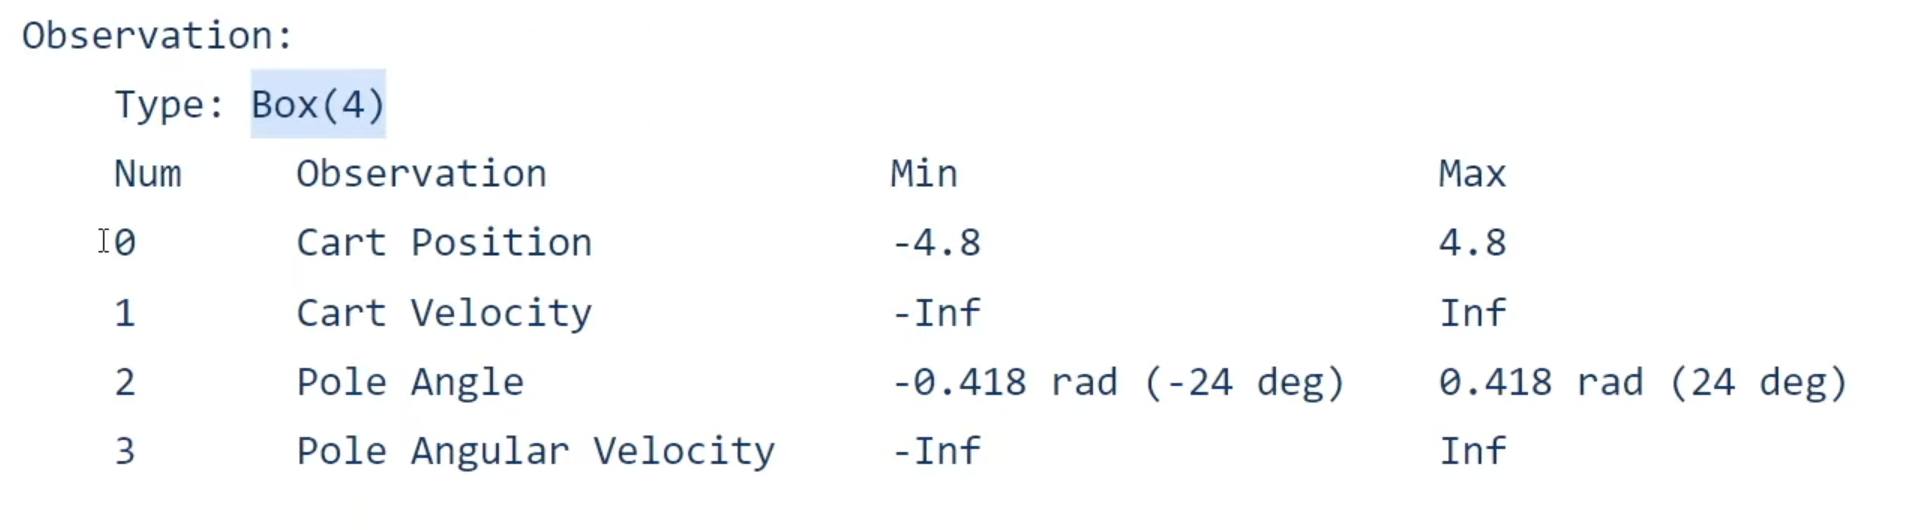 Observation:
Type: Box(4)
Num Observation Min Max
0 Cart Position -4.8 4.8
1 Cart Velocity -Inf Inf
2 Pole Angle -0.418 rad (-24 deg) 0.418 rad (24 deg)
3 Pole Angular Velocity -Inf Inf